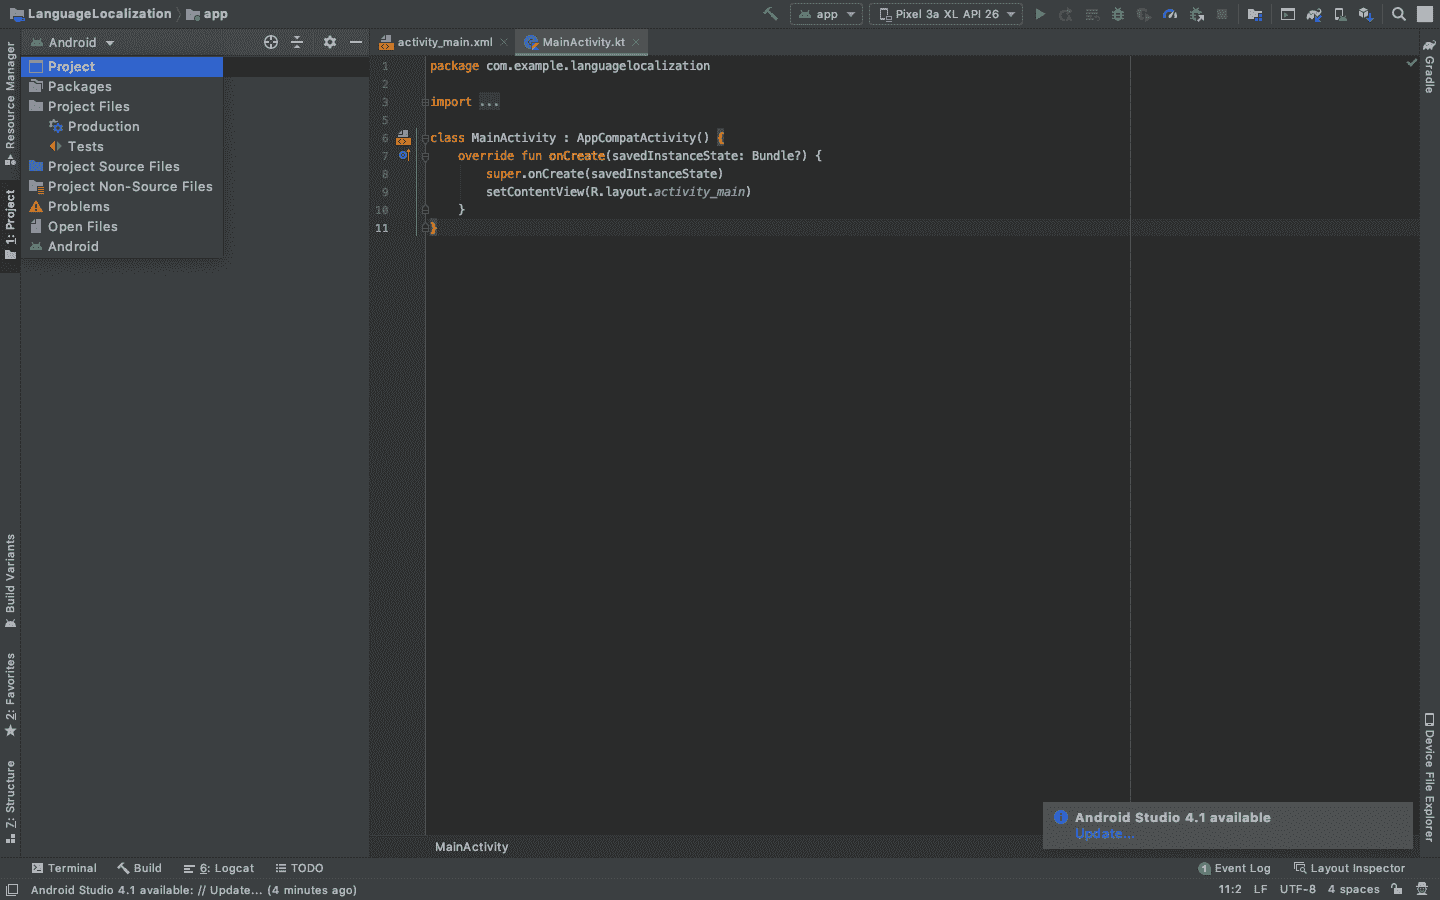 LanguageLocalization app
app
Pixel 3a XL API 26
Android
activity_main.xml
MainActivity.kt
Project
Packages
Project Files
Production
Tests
Project Source Files
Project Non-Source Files
Problems
Open Files
Android
Resource Manager
1: Project
Build Variants
2: Favorites
7: Structure
1 package com.example.languagelocalization
2
3 import ...
5
6 class MainActivity : AppCompatActivity() {
7 override fun onCreate(savedInstanceState: Bundle?) {
8 super.onCreate(savedInstanceState)
9 setContentView(R.layout.activity_main)
10 }
11 }
Gradle
Device File Explorer
Android Studio 4.1 available
Update...
MainActivity
Terminal Build 6: Logcat TODO
1 Event Log Layout Inspector
Android Studio 4.1 available: // Update... (4 minutes ago)
11:2 LF UTF-8 4 spaces